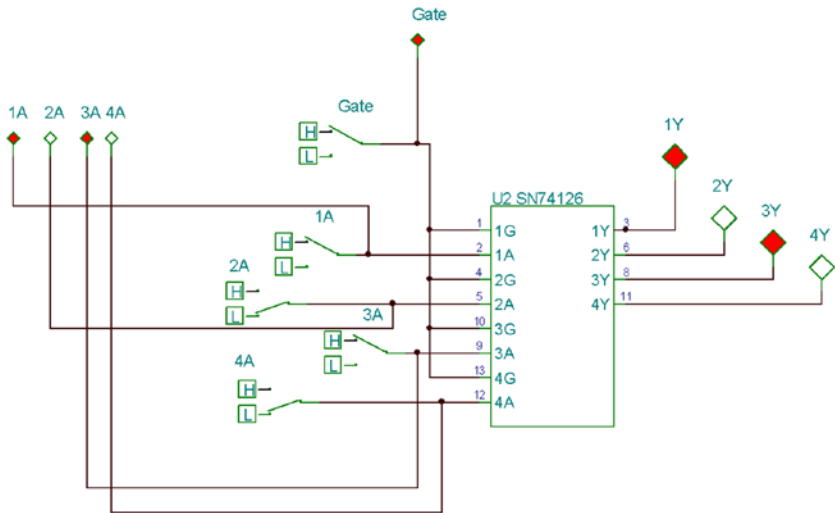 Gate
1A 2A 3A 4A
Gate
H
L
1Y
2Y
3Y
4Y
U2 SN74126
1 1G 1Y 3
2 1A 2Y 6
4 2G 3Y 8
5 2A 4Y 11
10 3G
9 3A
13 4G
12 4A
1A
H
L
2A
H
L
3A
H
L
4A
H
L